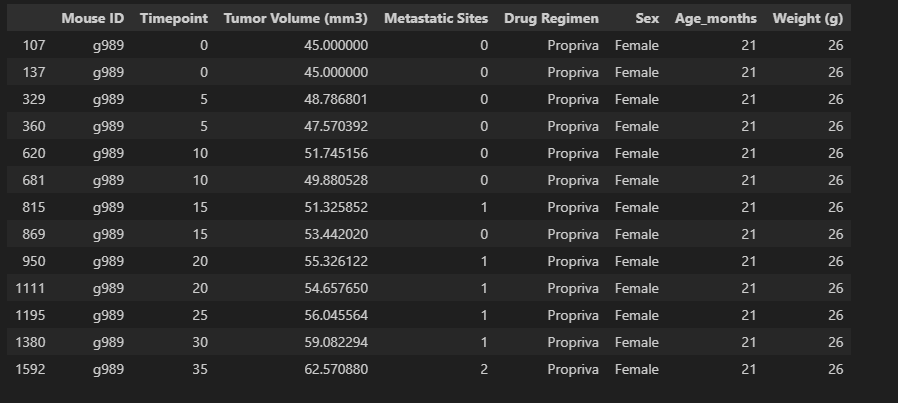 Mouse ID Timepoint Tumor Volume (mm3) Metastatic Sites Drug Regimen Sex Age_months Weight (g)
107 g989 0 45.000000 0 Propriva Female 21 26
137 g989 0 45.000000 0 Propriva Female 21 26
329 g989 5 48.786801 0 Propriva Female 21 26
360 g989 5 47.570392 0 Propriva Female 21 26
620 g989 10 51.745156 0 Propriva Female 21 26
681 g989 10 49.880528 0 Propriva Female 21 26
815 g989 15 51.325852 1 Propriva Female 21 26
869 g989 15 53.442020 0 Propriva Female 21 26
950 g989 20 55.326122 1 Propriva Female 21 26
1111 g989 20 54.657650 1 Propriva Female 21 26
1195 g989 25 56.045564 1 Propriva Female 21 26
1380 g989 30 59.082294 1 Propriva Female 21 26
1592 g989 35 62.570880 2 Propriva Female 21 26